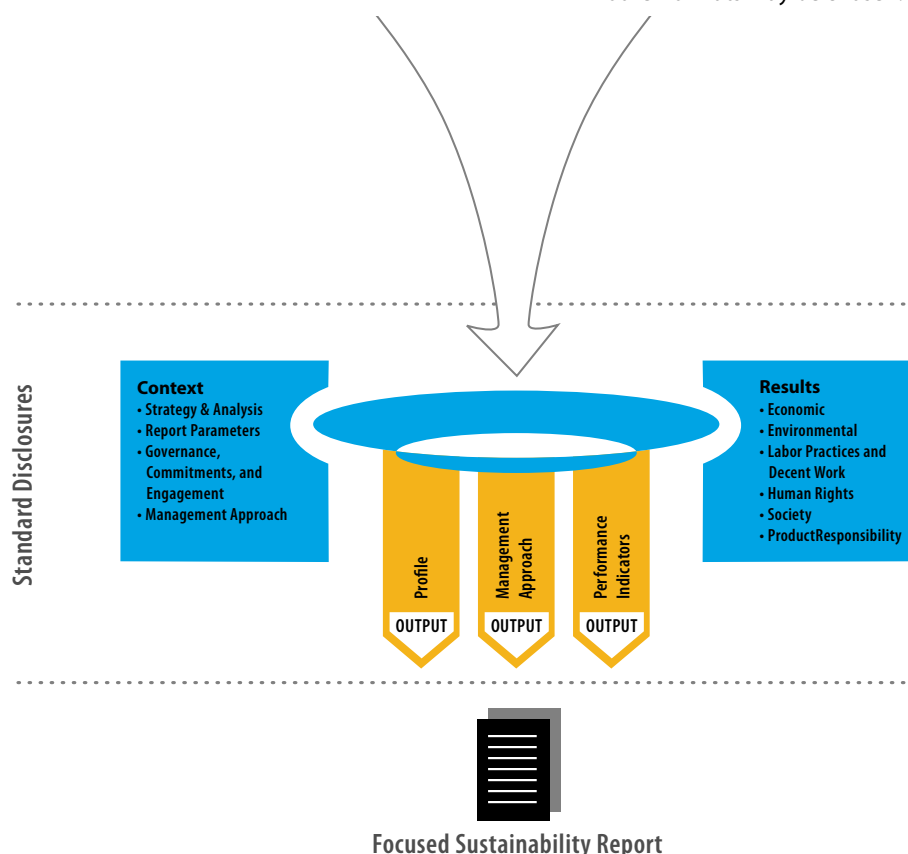 Standard Disclosures
Context
• Strategy & Analysis
• Report Parameters
• Governance,
Commitments, and
Engagement
• Management Approach
Results
• Economic
• Environmental
• Labor Practices and
Decent Work
• Human Rights
• Society
• ProductResponsibility
Profile
Management
Approach
Performance
Indicators
OUTPUT
OUTPUT
OUTPUT
Focused Sustainability Report